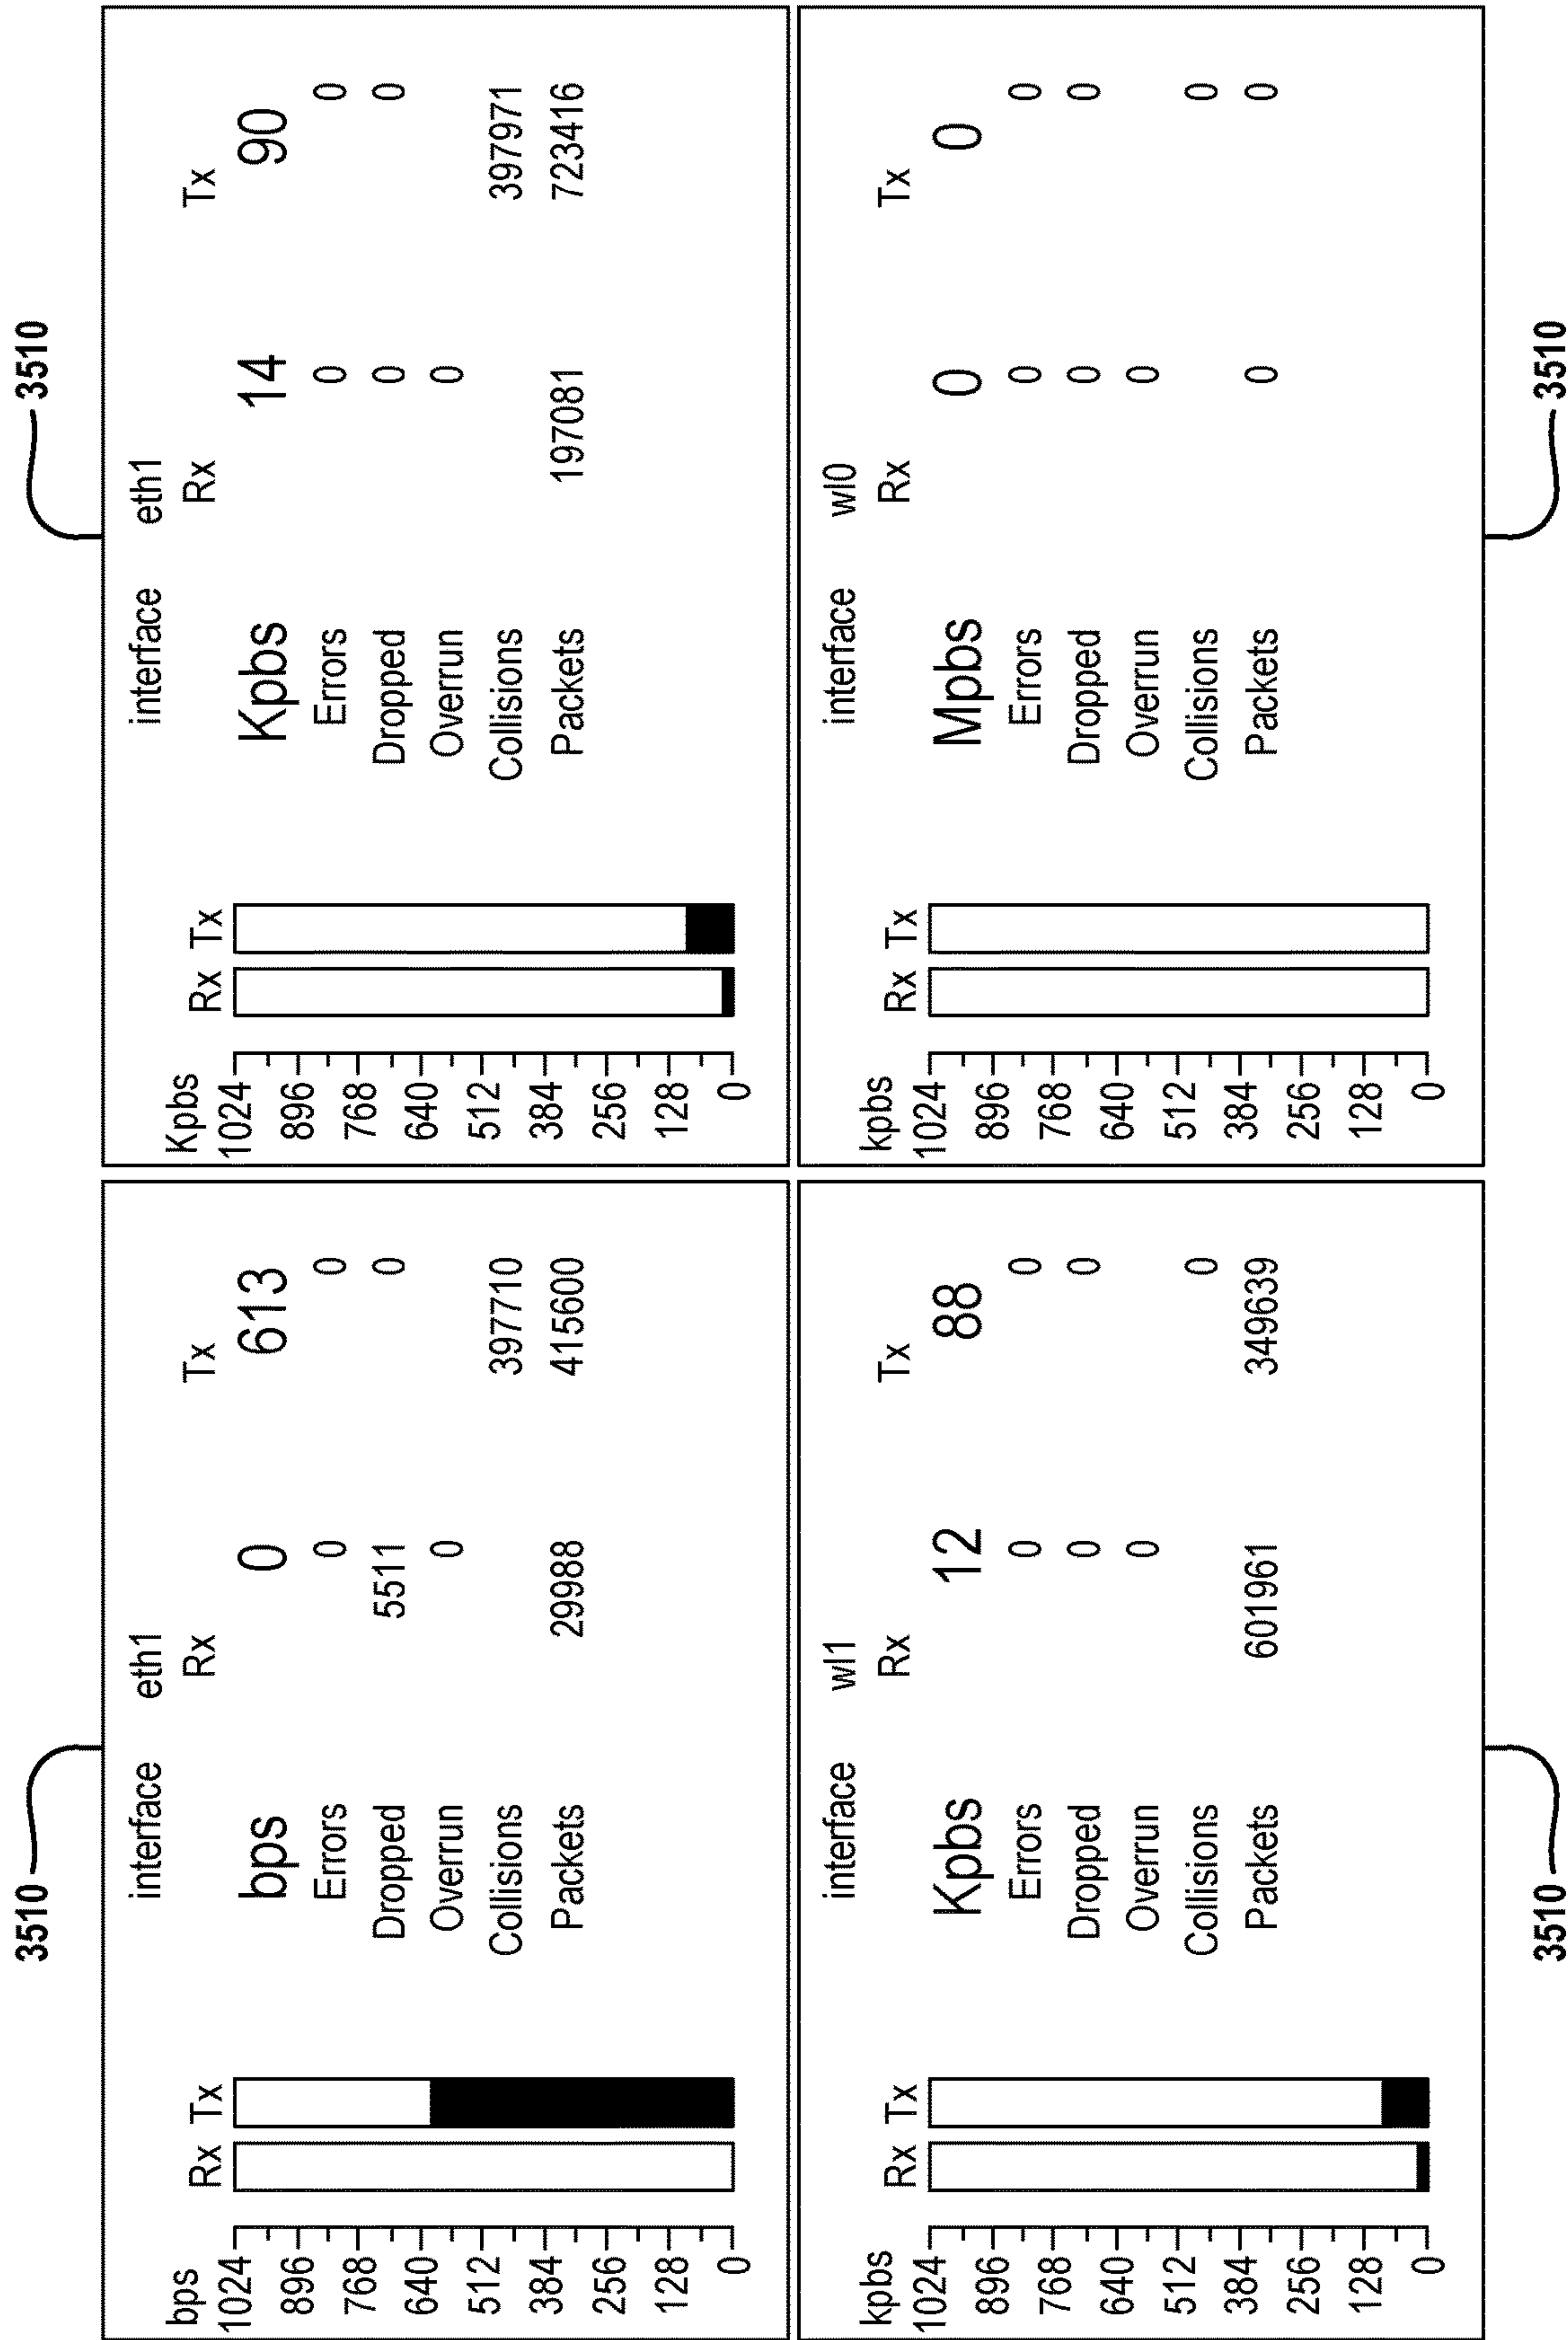 3510
3510
interface eth1
bps Rx Tx Rx Tx
1024
896
768
640
512
384
256
128
0
bps 0 613
Errors 0 0
Dropped 5511 0
Overrun 0
Collisions 397710
Packets 29988 415600
interface eth1
Kpbs Rx Tx Rx Tx
1024
896
768
640
512
384
256
128
0
Kpbs 14 90
Errors 0 0
Dropped 0 0
Overrun 0
Collisions 397971
Packets 197081 723416
interface wl1
kpbs Rx Tx Rx Tx
1024
896
768
640
512
384
256
128
0
Kpbs 12 88
Errors 0 0
Dropped 0 0
Overrun 0
Collisions 0
Packets 601961 349639
interface wl0
kpbs Rx Tx Rx Tx
1024
896
768
640
512
384
256
128
0
Mpbs 0 0
Errors 0 0
Dropped 0 0
Overrun 0
Collisions 0
Packets 0 0
3510
3510